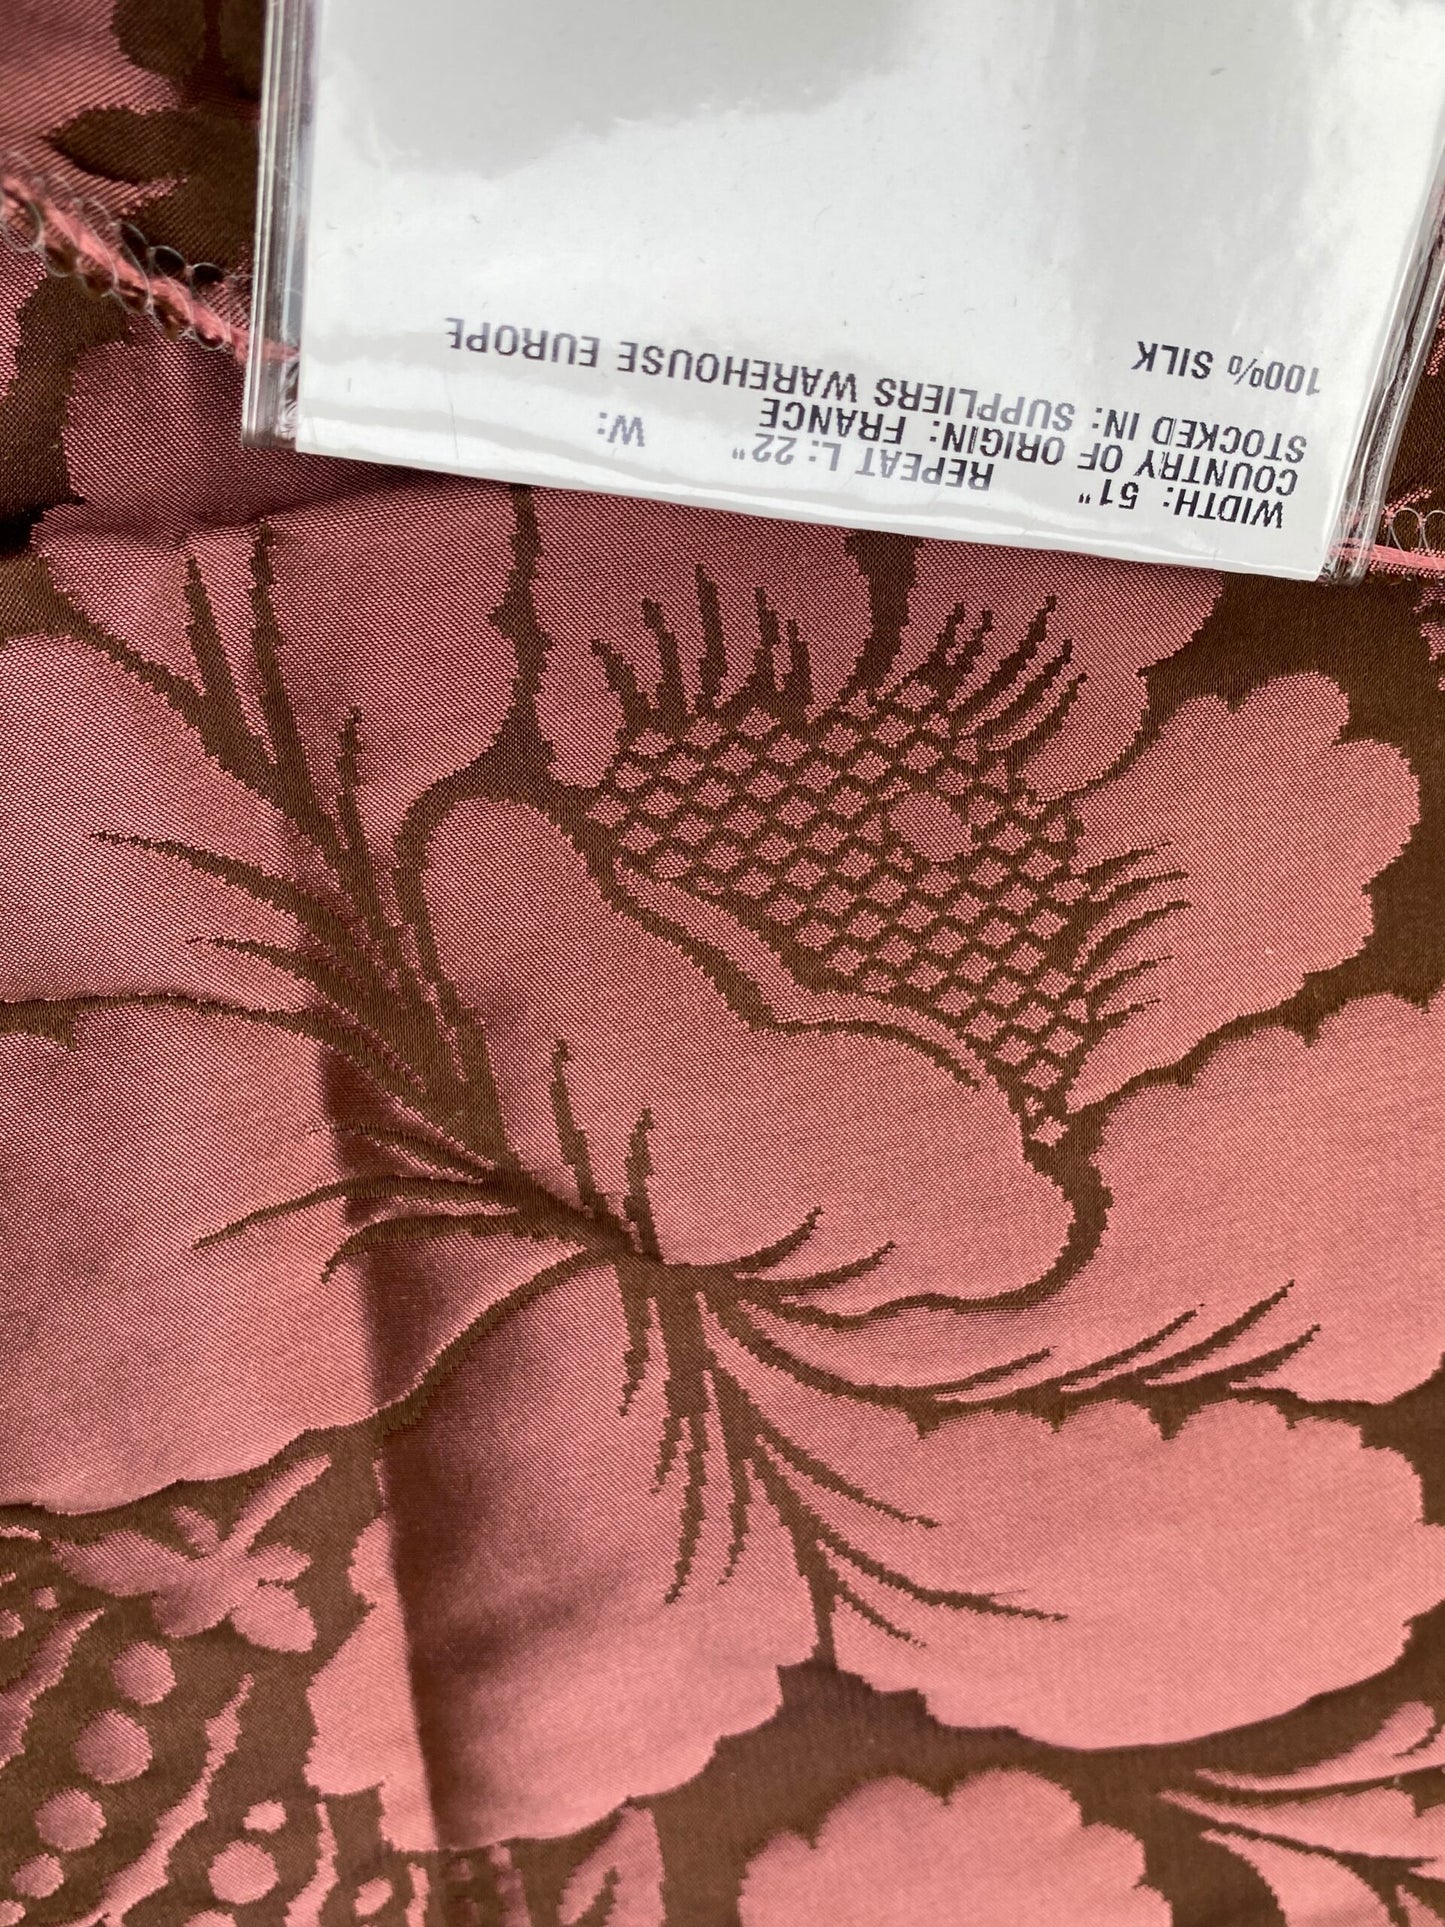 WIDTH: 51" REPEAT L: 22" W:
COUNTRY OF ORIGIN: FRANCE
STOCKED IN: SUPPLIERS WAREHOUSE EUROPE
100% SILK